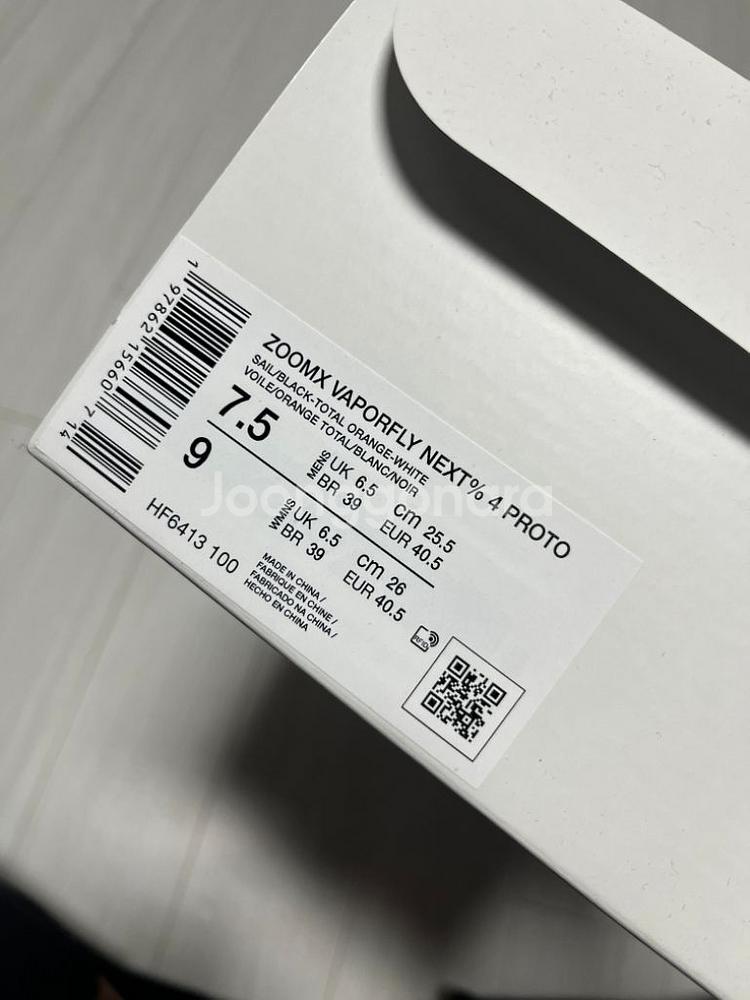 ZOOMX VAPORFLY NEXT% 4 PROTO
SAIL/BLACK-TOTAL ORANGE-WHITE
VOILE/ORANGE TOTAL/BLANC/NOIR
7.5
MENS
UK 6.5
BR 39
cm 25.5
EUR 40.5
9
WMNS
UK 6.5
BR 39
cm 26
EUR 40.5
HF6413 100
MADE IN CHINA /
FABRIQUE EN CHINE /
FABRICADO NA CHINA /
HECHO EN CHINA
RFID
1 97862 15660 7 14
Joonggonara